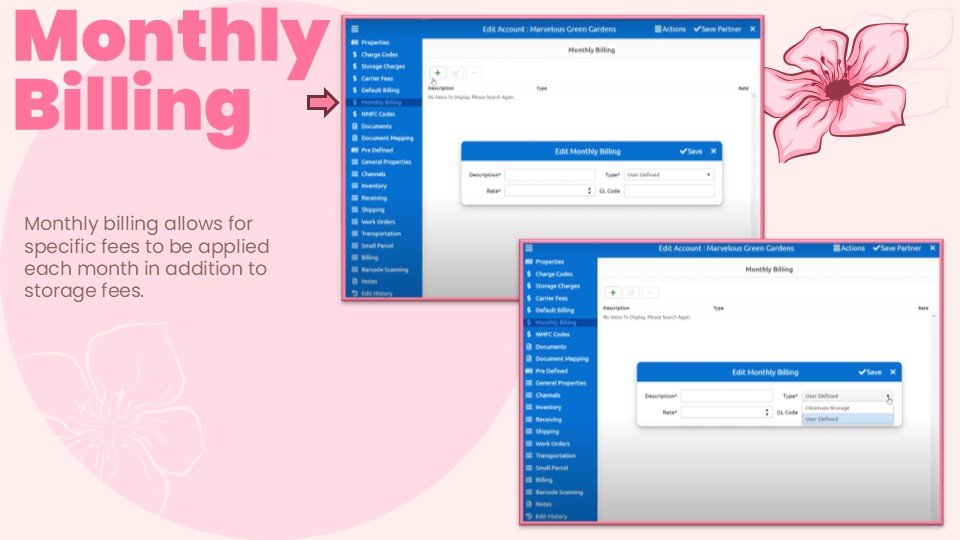 Monthly
Billing
Monthly billing allows for
specific fees to be applied
each month in addition to
storage fees.
Edit Account : Marvelous Green Gardens
Actions
Save Partner
Properties
Charge Codes
Storage Charges
Carrier Fees
Default Billing
Monthly Billing
NMFC Codes
Documents
Document Mapping
Pre Defined
General Properties
Channels
Inventory
Receiving
Shipping
Work Orders
Transportation
Small Parcel
Billing
Barcode Scanning
Notes
Edit History
Monthly Billing
Description Type Rate
No Items To Display. Please Search Again.
Edit Monthly Billing
Save
Description* Type* User Defined
Rate* GL Code
Edit Account : Marvelous Green Gardens
Actions
Save Partner
Properties
Charge Codes
Storage Charges
Carrier Fees
Default Billing
Monthly Billing
NMFC Codes
Documents
Document Mapping
Pre Defined
General Properties
Channels
Inventory
Receiving
Shipping
Work Orders
Transportation
Small Parcel
Billing
Barcode Scanning
Notes
Edit History
Monthly Billing
Description Type Rate
No Items To Display. Please Search Again.
Edit Monthly Billing
Save
Description* Type* User Defined
Minimum Storage
Rate* GL Code
User Defined